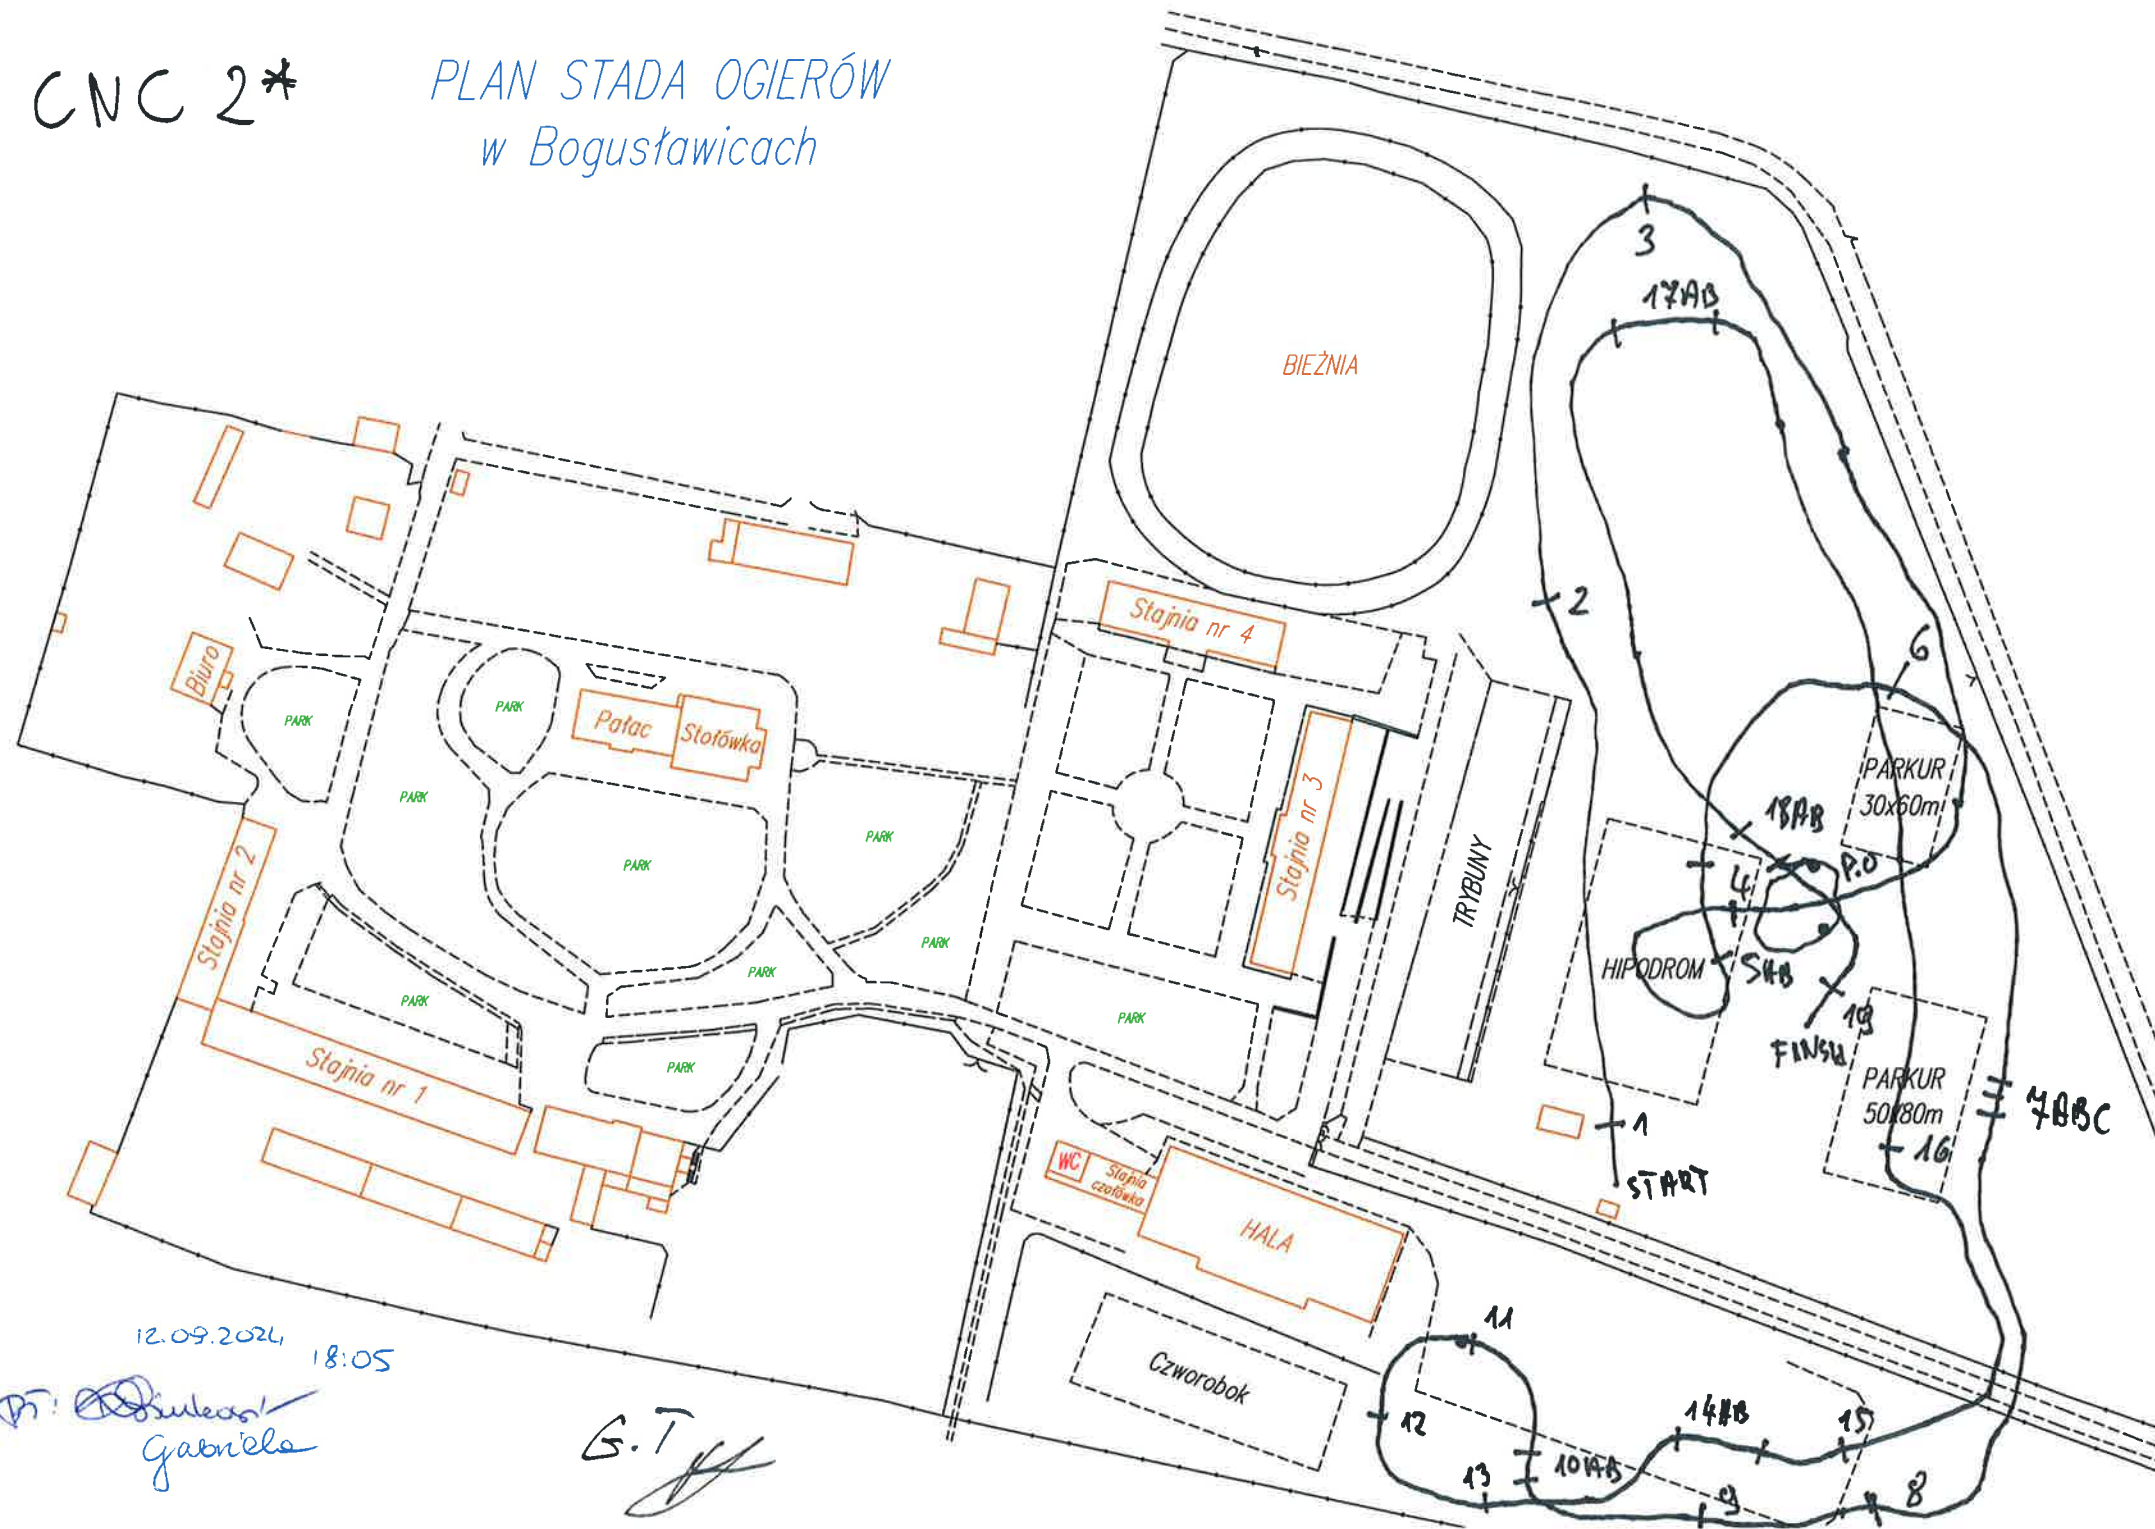 CNC 2*
PLAN STADA OGIERÓW
w Bogusławicach
3
17AB
BIEŻNIA
2
Stajnia nr 4
6
Biuro
PARK
PARK
Pałac
Stołówka
PARK
PARK
PARK
PARK
PARK
PARK
PARK
PARK
Stajnia nr 3
TRYBUNY
PARKUR
30x60m
18AB
P.O
4
HIPODROM
5AB
19
FINSH
Stajnia nr 2
Stajnia nr 1
PARKUR
50x80m
7ABC
1
16
START
WC
Stajnia
czołówka
HALA
Czworobok
11
12
13
10AB
14AB
15
9
8
12.09.2024
18:05
Gabriela
G.T